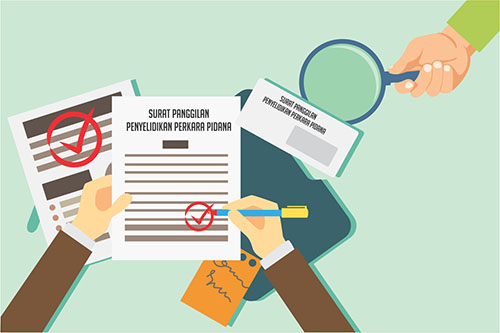 SURAT PANGGILAN
PENYELIDIKAN PERKARA PIDANA
SURAT PANGGILAN
PENYELIDIKAN PERKARA PIDANA